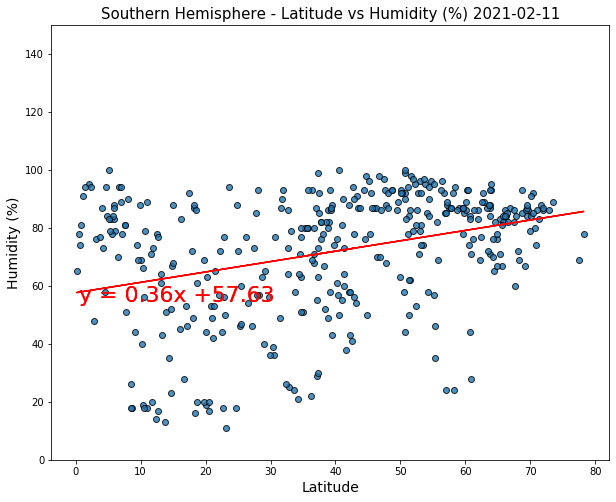 Southern Hemisphere - Latitude vs Humidity (%) 2021-02-11
140
120
100
80
60
40
20
0
Humidity (%)
y = 0.36x +57.63
0 10 20 30 40 50 60 70 80
Latitude